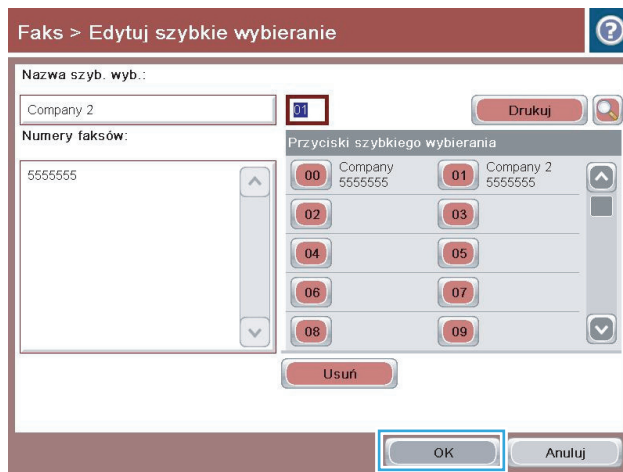 Faks > Edytuj szybkie wybieranie
?
Nazwa szyb. wyb.:
Company 2
01
Drukuj
Numery faksów:
Przyciski szybkiego wybierania
5555555
00 Company 5555555
01 Company 2 5555555
02
03
04
05
06
07
08
09
Usuń
OK
Anuluj